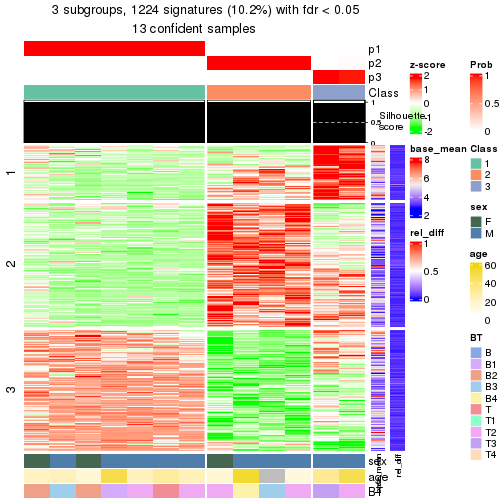 3 subgroups, 1224 signatures (10.2%) with fdr < 0.05
13 confident samples
p1
p2
p3
Class
1
0.5
0
Silhouette
score
1
2
3
sex
age
BT
base_mean
rel_diff
z-score
2
1
0
-1
-2
base_mean
8
6
4
2
rel_diff
1
0.5
0
Prob
1
0.5
0
Class
1
2
3
sex
F
M
age
60
40
20
0
BT
B
B1
B2
B3
B4
T
T1
T2
T3
T4